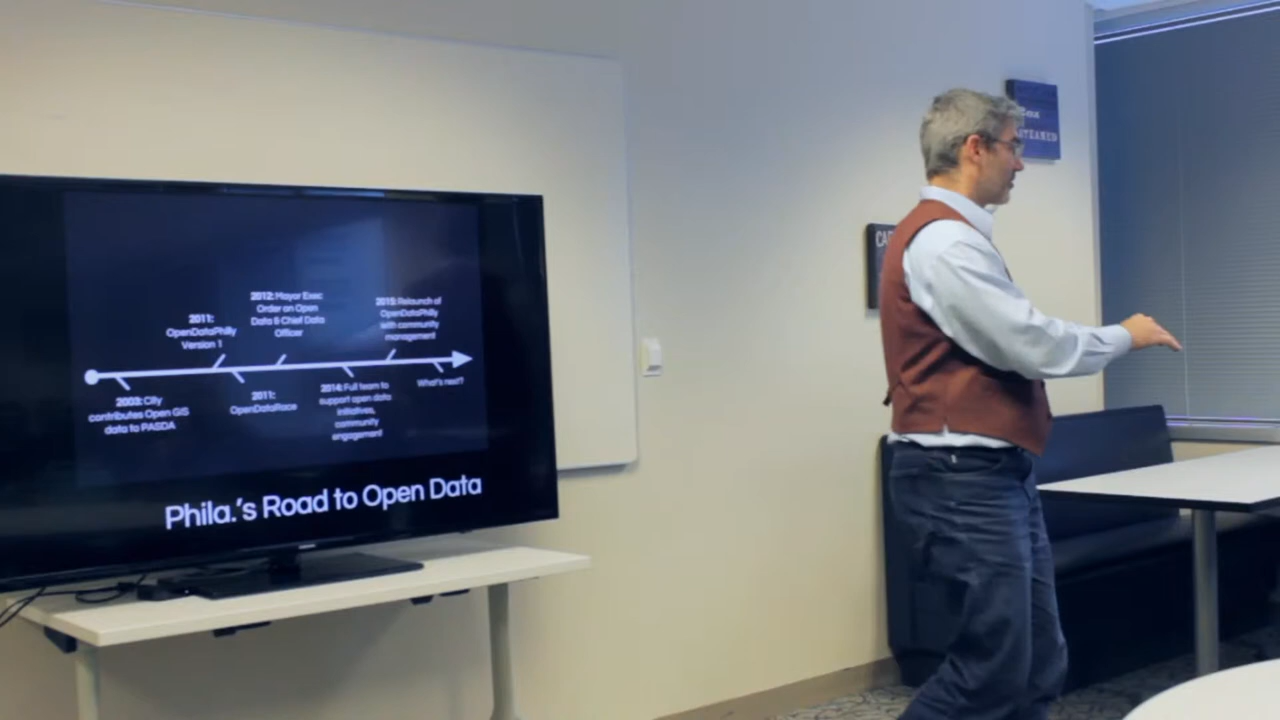 2012: Mayor Exec
Order on Open
Data & Chief Data
Officer
2015: Relaunch of
OpenDataPhilly
with community
management
2011:
OpenDataPhilly
Version 1
2003: City
contributes Open GIS
data to PASDA
2011:
OpenDataRace
2014: Full team to
support open data
initiatives,
community
engagement
What's next?
Phila.'s Road to Open Data